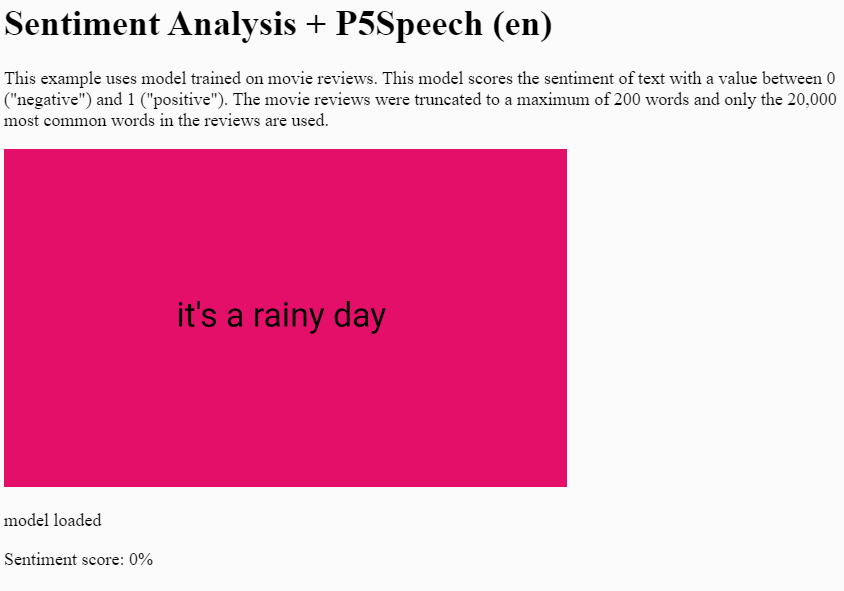 Sentiment Analysis + P5Speech (en)
This example uses model trained on movie reviews. This model scores the sentiment of text with a value between 0
("negative") and 1 ("positive"). The movie reviews were truncated to a maximum of 200 words and only the 20,000
most common words in the reviews are used.
it's a rainy day
model loaded
Sentiment score: 0%